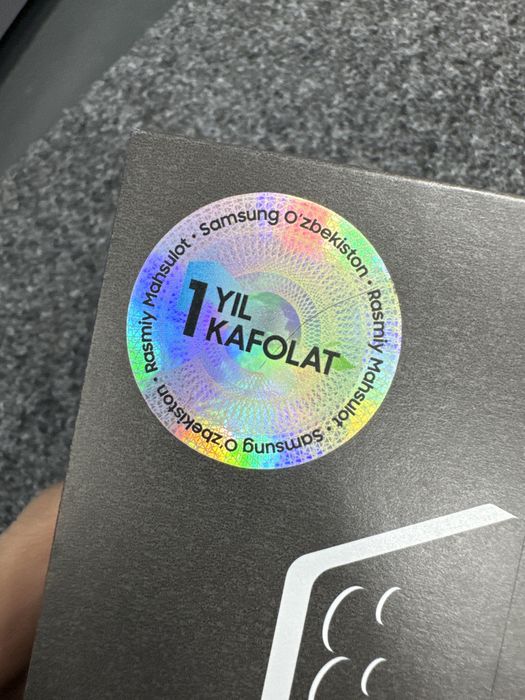 Samsung O'zbekiston • Rasmiy Mahsulot • Samsung O'zbekiston • Rasmiy Mahsulot •
1 YIL
KAFOLAT